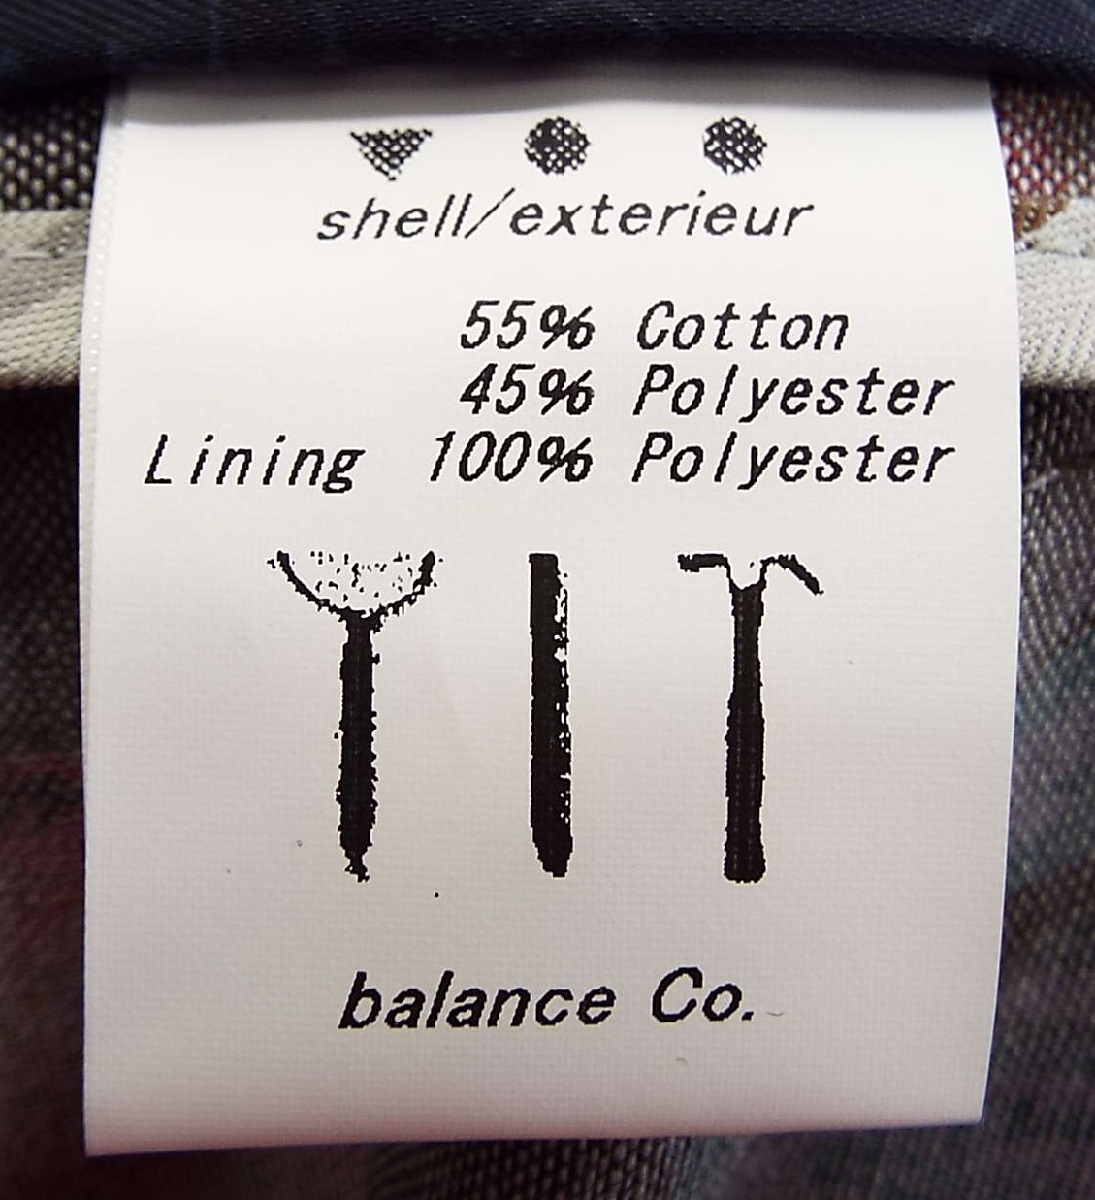 shell/exterieur
55% Cotton
45% Polyester
Lining 100% Polyester
balance Co.